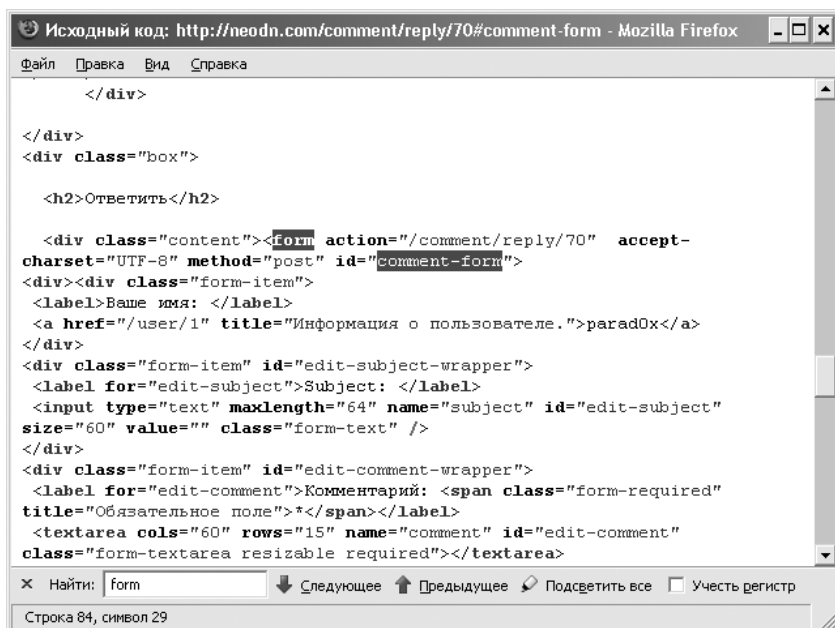 Исходный код: http://neodn.com/comment/reply/70#comment-form - Mozilla Firefox
Файл Правка Вид Справка
</div>
</div>
<div class="box">
<h2>Ответить</h2>
<div class="content"><form action="/comment/reply/70" accept-
charset="UTF-8" method="post" id="comment-form">
<div><div class="form-item">
<label>Ваше имя: </label>
<a href="/user/1" title="Информация о пользователе.">parad0x</a>
</div>
<div class="form-item" id="edit-subject-wrapper">
<label for="edit-subject">Subject: </label>
<input type="text" maxlength="64" name="subject" id="edit-subject"
size="60" value="" class="form-text" />
</div>
<div class="form-item" id="edit-comment-wrapper">
<label for="edit-comment">Комментарий: <span class="form-required"
title="Обязательное поле">*</span></label>
<textarea cols="60" rows="15" name="comment" id="edit-comment"
class="form-textarea resizable required"></textarea>
× Найти: form Следующее Предыдущее Подсветить все Учесть регистр
Строка 84, символ 29